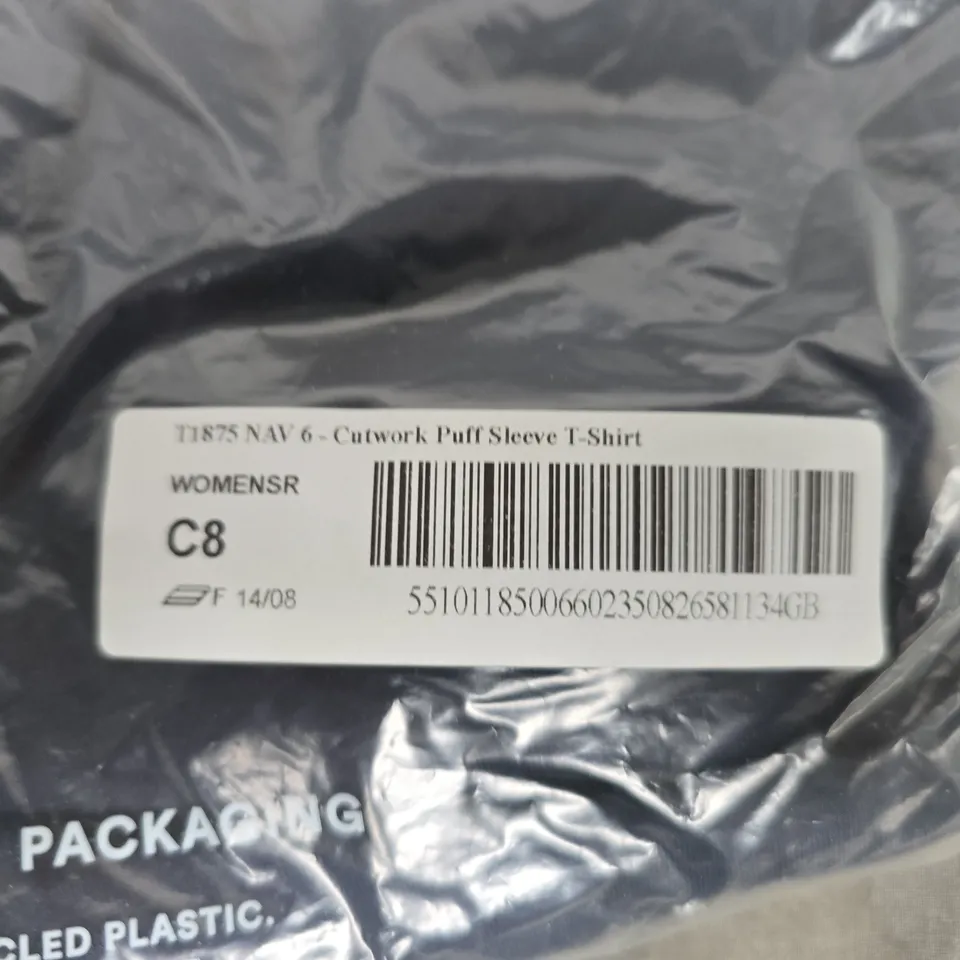 T1875 NAV 6 - Cutwork Puff Sleeve T-Shirt
WOMENSR
C8
F 14/08
55101185006602350826581134GB
PACKAGING
CLED PLASTIC.